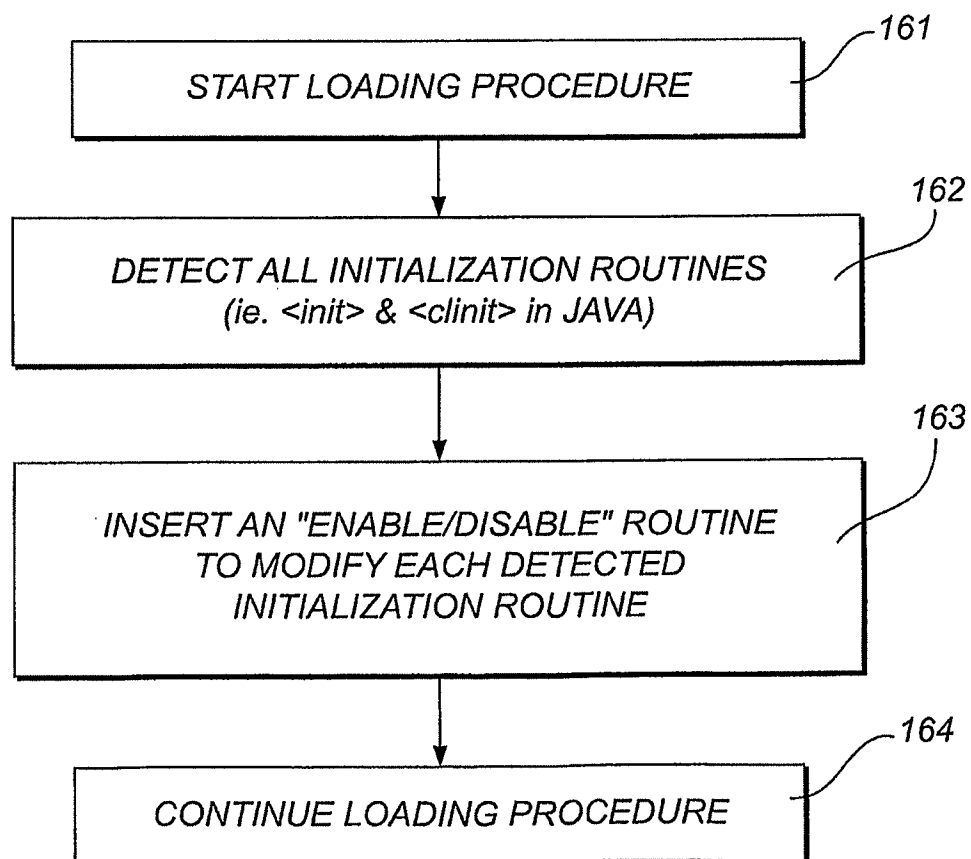 161
START LOADING PROCEDURE
162
DETECT ALL INITIALIZATION ROUTINES
(ie. <init> & <clinit> in JAVA)
163
INSERT AN "ENABLE/DISABLE" ROUTINE
TO MODIFY EACH DETECTED
INITIALIZATION ROUTINE
164
CONTINUE LOADING PROCEDURE